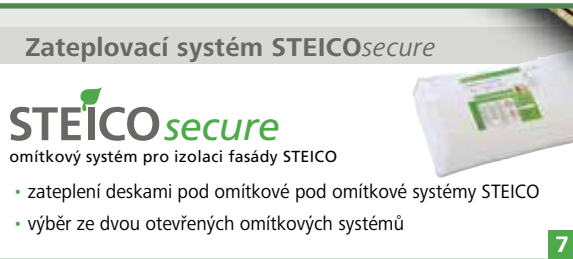 Zateplovací systém STEICOsecure
STEICOsecure
omítkový systém pro izolaci fasády STEICO
• zateplení deskami pod omítkové pod omítkové systémy STEICO
• výběr ze dvou otevřených omítkových systémů
7